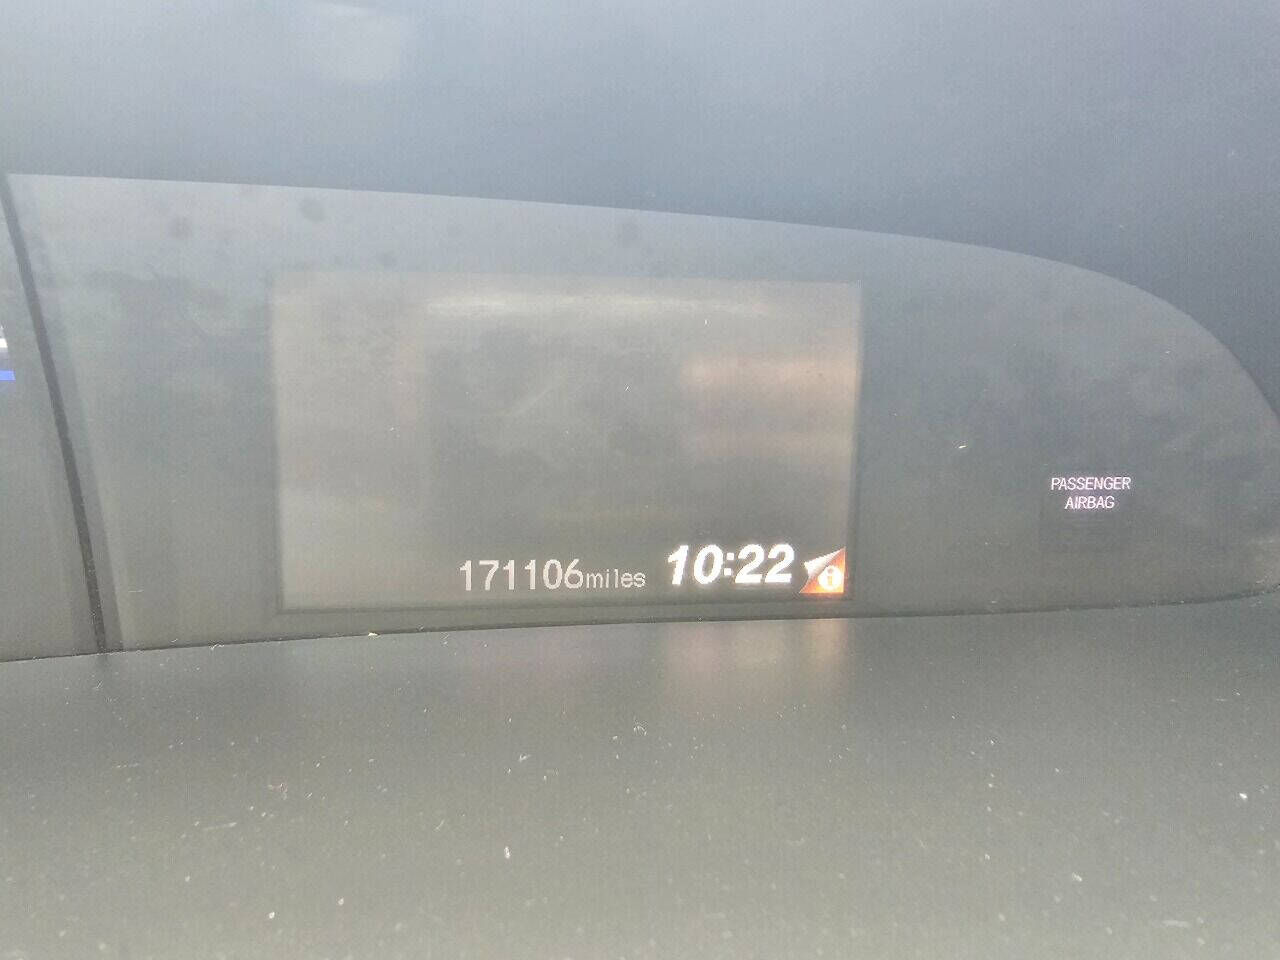 171106miles 10:22 i
PASSENGER
AIRBAG